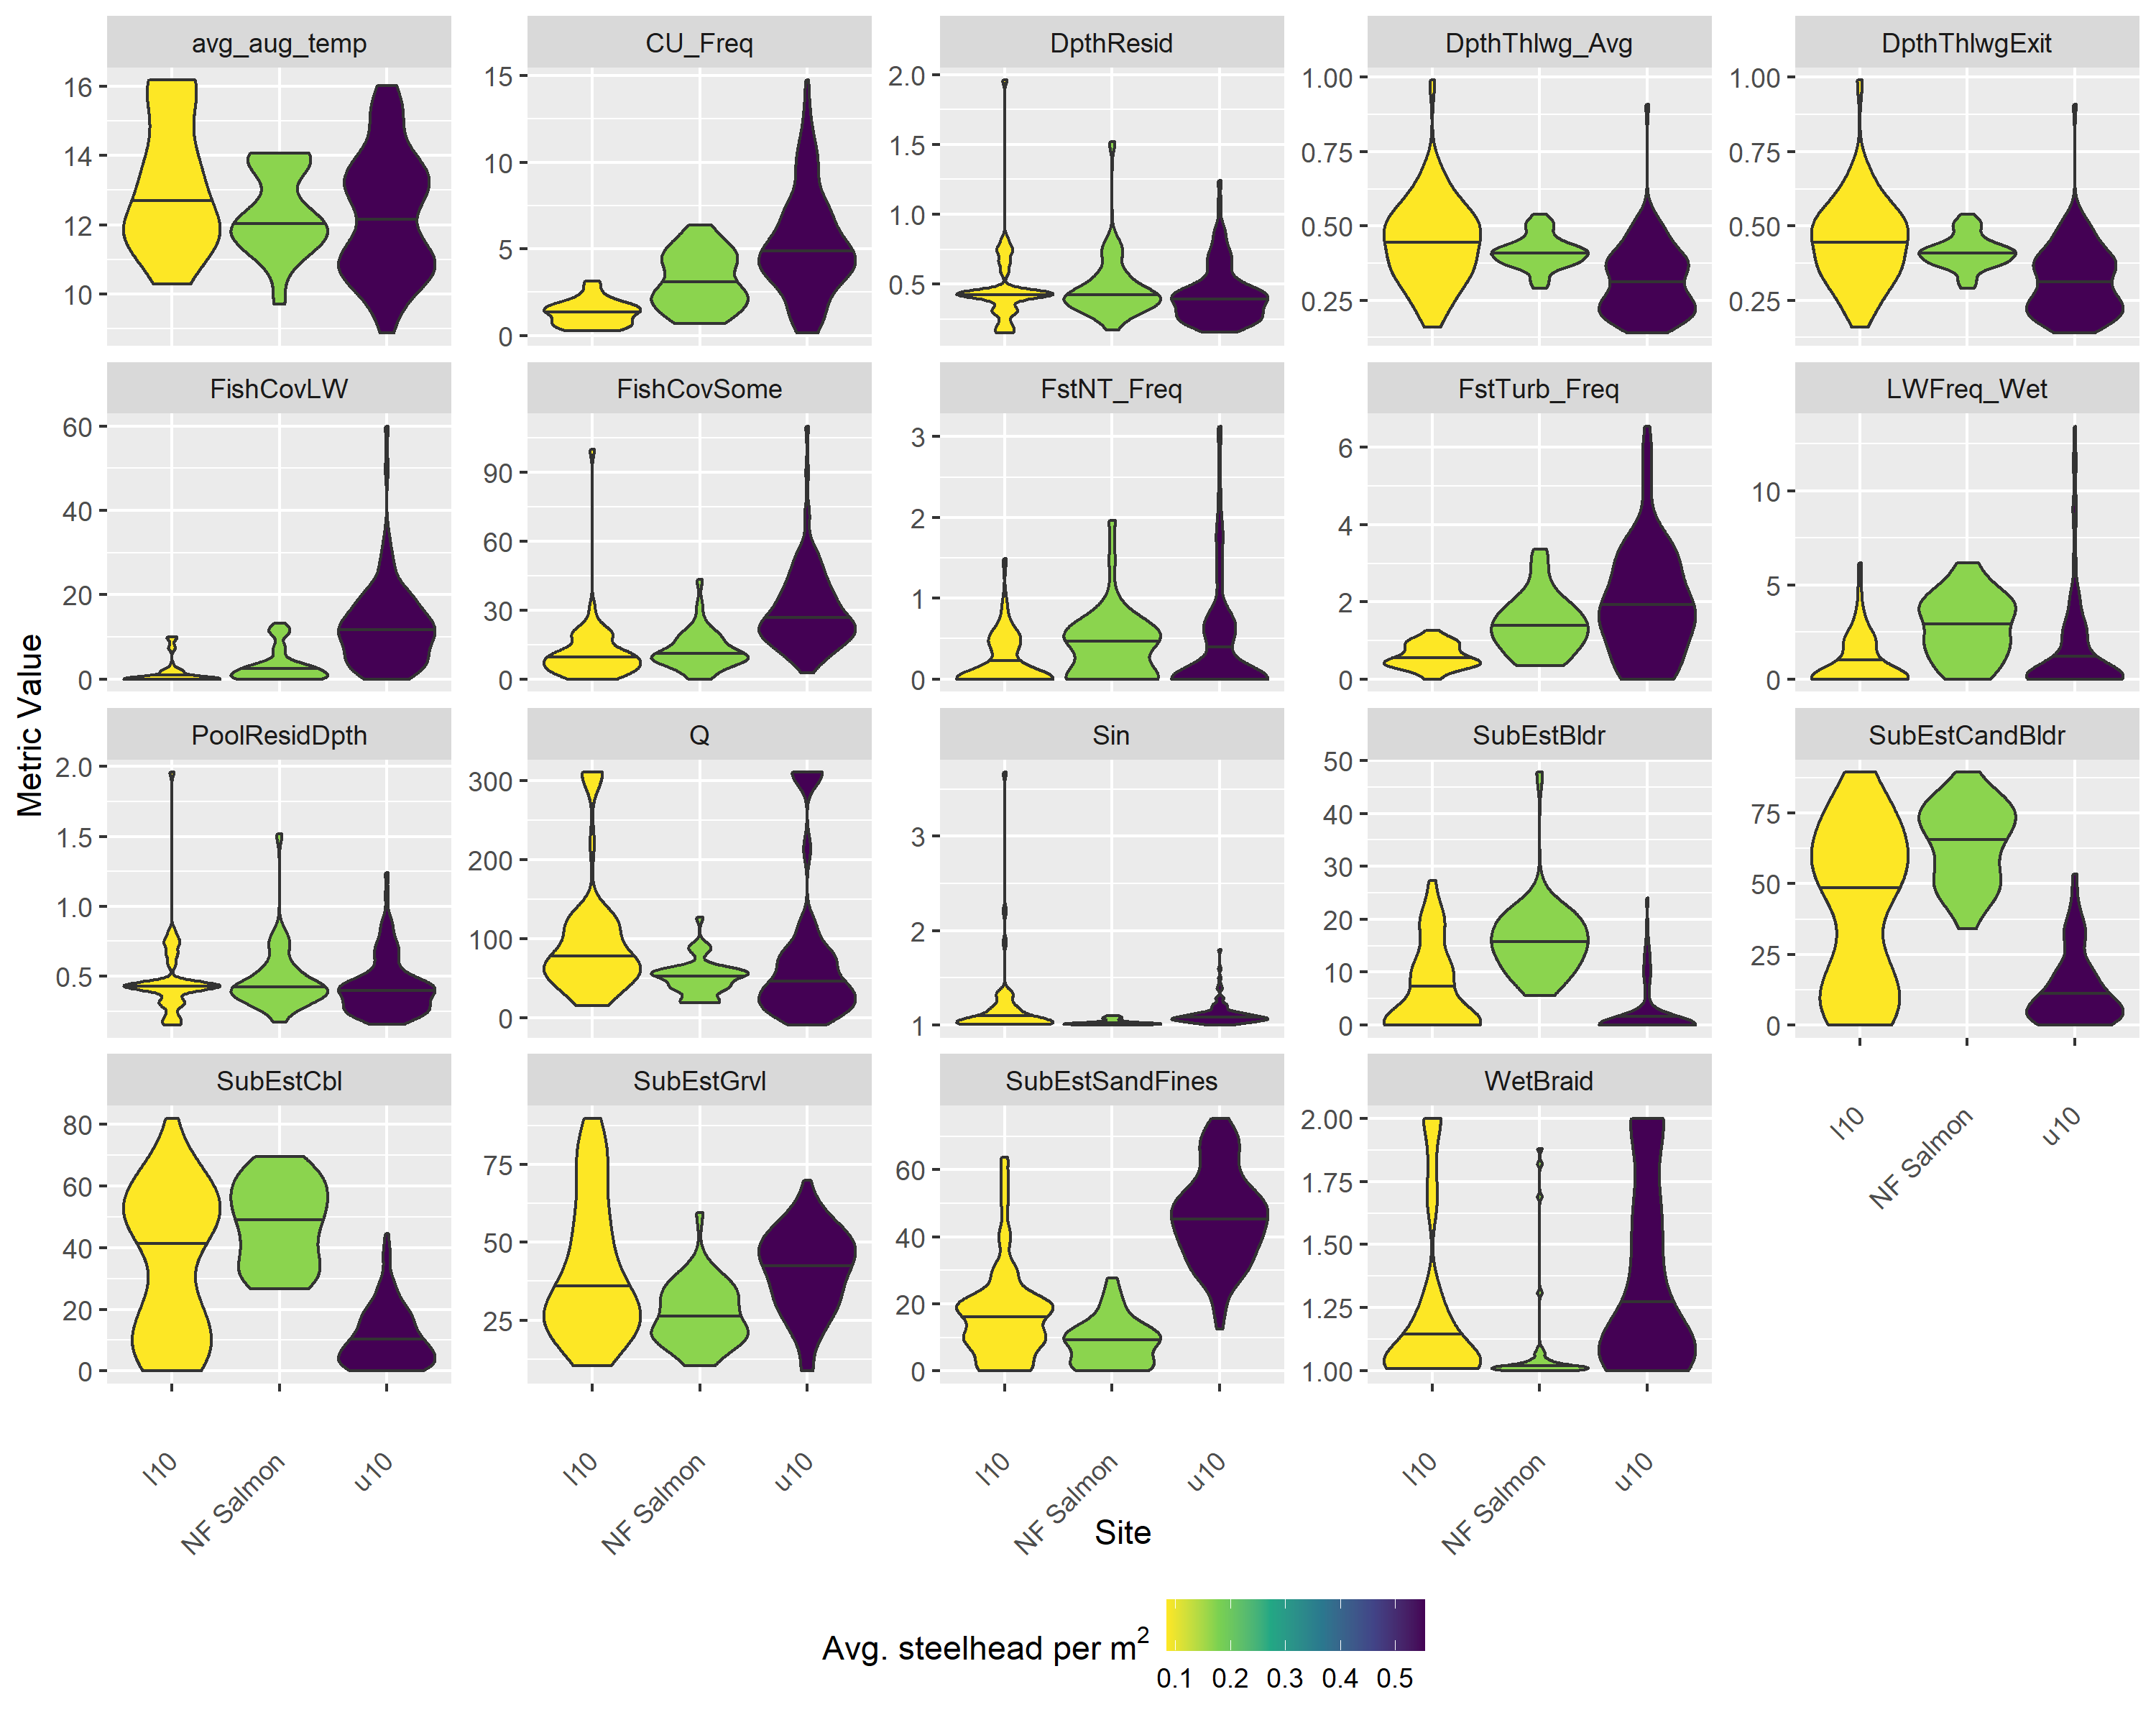 avg_aug_temp CU_Freq DpthResid DpthThlwg_Avg DpthThlwgExit
16 14 12 10
15 10 5 0
2.0 1.5 1.0 0.5
1.00 0.75 0.50 0.25
1.00 0.75 0.50 0.25
FishCovLW FishCovSome FstNT_Freq FstTurb_Freq LWFreq_Wet
60 40 20 0
90 60 30 0
3 2 1 0
6 4 2 0
10 5 0
Metric Value
PoolResidDpth Q Sin SubEstBldr SubEstCandBldr
2.0 1.5 1.0 0.5
300 200 100 0
3 2 1
50 40 30 20 10 0
75 50 25 0
SubEstCbl SubEstGrvl SubEstSandFines WetBraid
80 60 40 20 0
75 50 25
60 40 20 0
2.00 1.75 1.50 1.25 1.00
l10 NF Salmon u10
l10 NF Salmon u10
l10 NF Salmon u10
l10 NF Salmon u10
l10 NF Salmon u10
Site
Avg. steelhead per m2
0.1 0.2 0.3 0.4 0.5